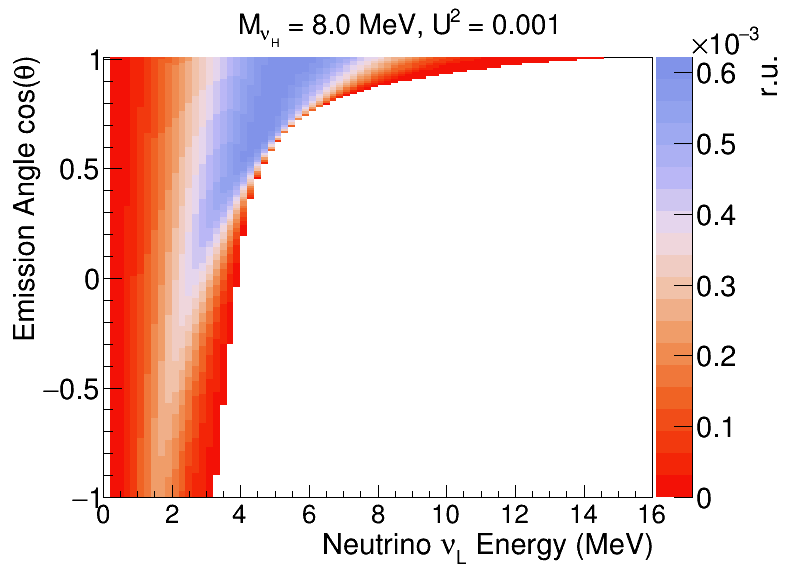 M_{ν_H} = 8.0 MeV, U² = 0.001
×10⁻³
r.u.
Emission Angle cos(θ)
1
0.5
0
−0.5
−1
0.6
0.5
0.4
0.3
0.2
0.1
0
0 2 4 6 8 10 12 14 16
Neutrino ν_L Energy (MeV)